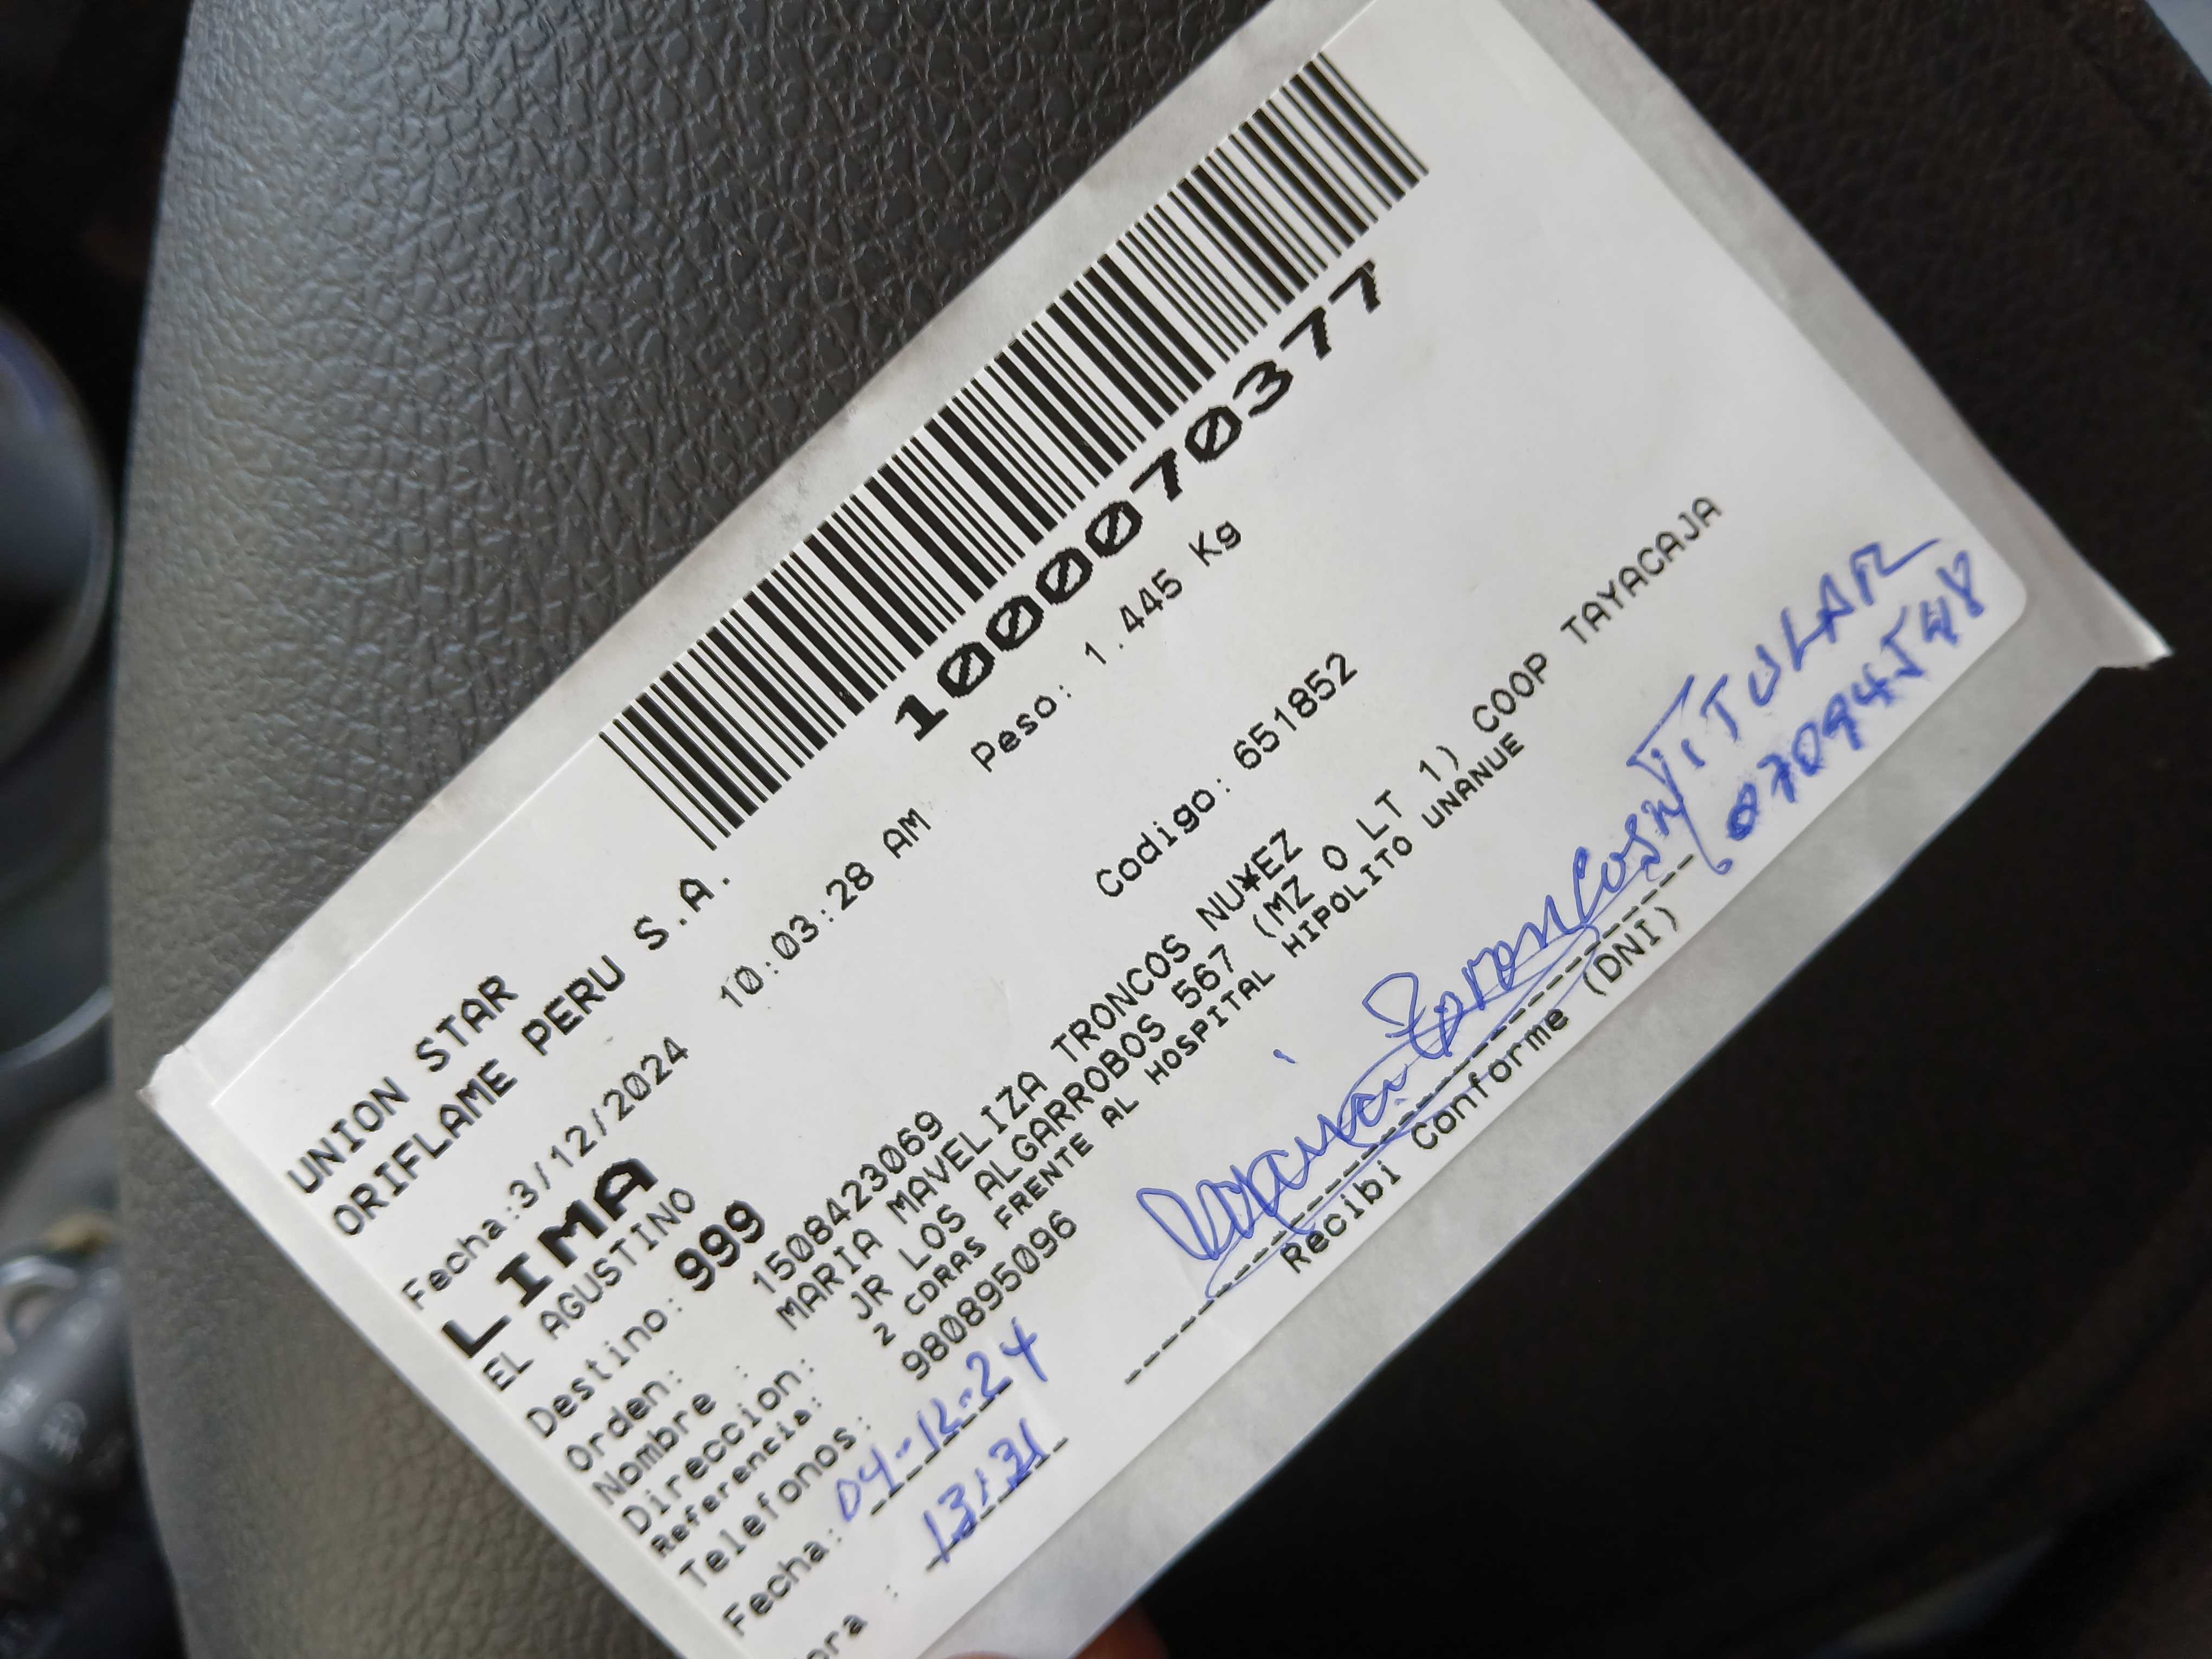 10000070377
UNION STAR
ORIFLAME PERU S.A.
Fecha:3/12/2024 10:03:28 AM Peso: 1.445 Kg
LIMA
EL AGUSTINO
Destino: 999 Codigo: 651852
Orden: 1508423069
Nombre : MARIA MAVELIZA TRONCOS NU¥EZ
Direccion: JR LOS ALGARROBOS 567 (MZ O LT 1) COOP TAYACAJA
Referencia: 2 CDRAS FRENTE AL HOSPITAL HIPOLITO UNANUE
Telefonos: 980895096
Fecha: 04-12-24
ora : 13:31
TITULAR
07094548
Recibi Conforme (DNI)